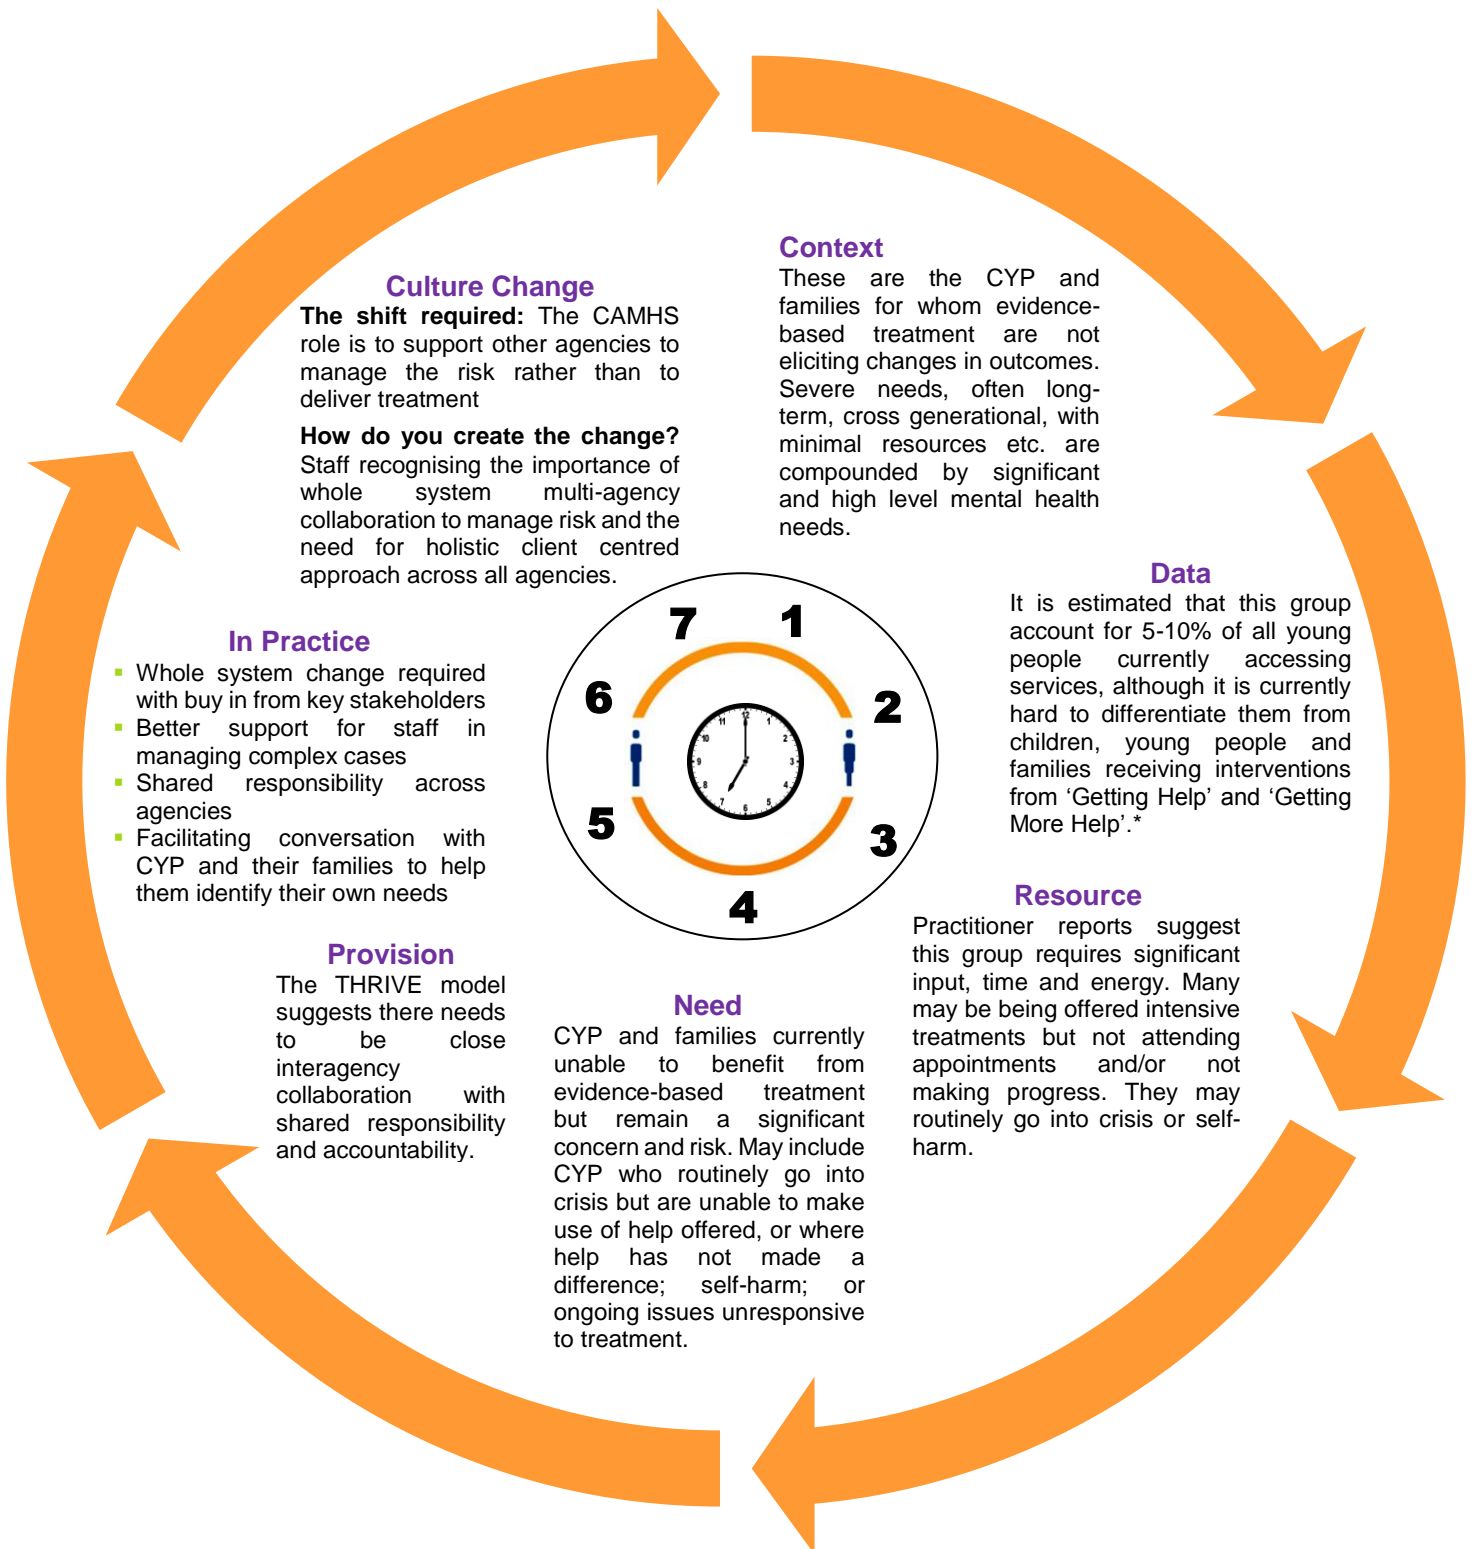 Context
These are the CYP and
families for whom evidence-
based treatment are not
eliciting changes in outcomes.
Severe needs, often long-
term, cross generational, with
minimal resources etc. are
compounded by significant
and high level mental health
needs.
Data
It is estimated that this group
account for 5-10% of all young
people currently accessing
services, although it is currently
hard to differentiate them from
children, young people and
families receiving interventions
from ‘Getting Help’ and ‘Getting
More Help’.*
Resource
Practitioner reports suggest
this group requires significant
input, time and energy. Many
may be being offered intensive
treatments but not attending
appointments and/or not
making progress. They may
routinely go into crisis or self-
harm.
Need
CYP and families currently
unable to benefit from
evidence-based treatment
but remain a significant
concern and risk. May include
CYP who routinely go into
crisis but are unable to make
use of help offered, or where
help has not made a
difference; self-harm; or
ongoing issues unresponsive
to treatment.
Provision
The THRIVE model
suggests there needs
to be close
interagency
collaboration with
shared responsibility
and accountability.
In Practice
▪ Whole system change required
with buy in from key stakeholders
▪ Better support for staff in
managing complex cases
▪ Shared responsibility across
agencies
▪ Facilitating conversation with
CYP and their families to help
them identify their own needs
Culture Change
The shift required: The CAMHS
role is to support other agencies to
manage the risk rather than to
deliver treatment
How do you create the change?
Staff recognising the importance of
whole system multi-agency
collaboration to manage risk and the
need for holistic client centred
approach across all agencies.
1
2
3
4
5
6
7
12
1
2
3
4
5
6
7
8
9
10
11